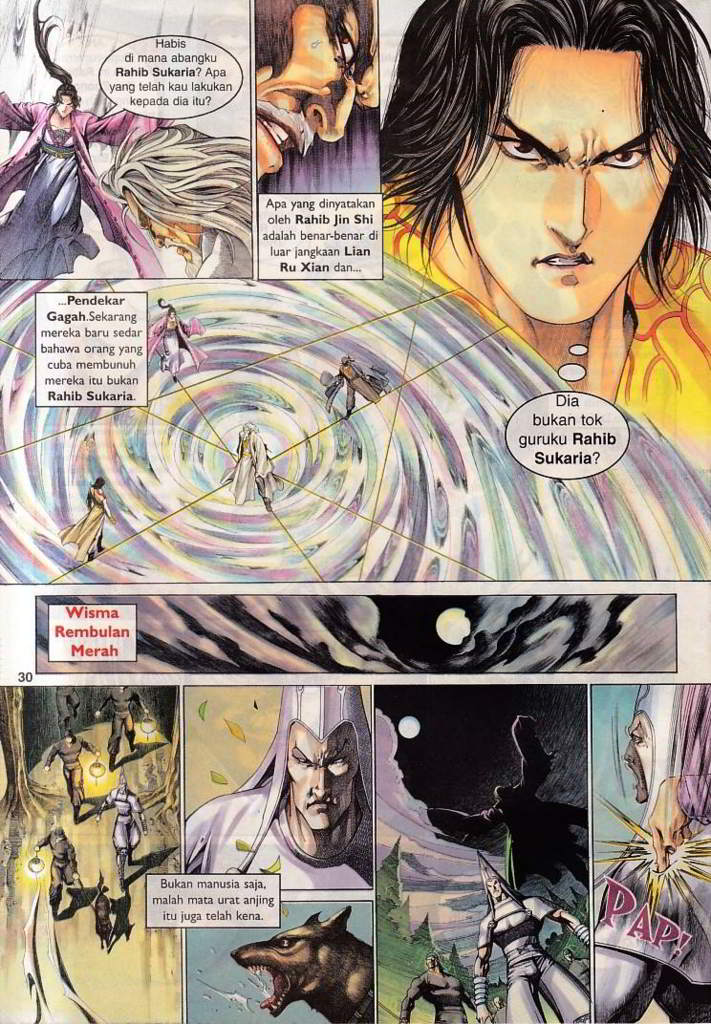 Habis
di mana abangku
Rahib Sukaria? Apa
yang telah kau lakukan
kepada dia itu?
Apa yang dinyatakan
oleh Rahib Jin Shi
adalah benar-benar di
luar jangkaan Lian
Ru Xian dan...
...Pendekar
Gagah.Sekarang
mereka baru sedar
bahawa orang yang
cuba membunuh
mereka itu bukan
Rahib Sukaria.
Dia
bukan tok
guruku Rahib
Sukaria?
Wisma
Rembulan
Merah
30
Bukan manusia saja,
malah mata urat anjing
itu juga telah kena.
PAP!